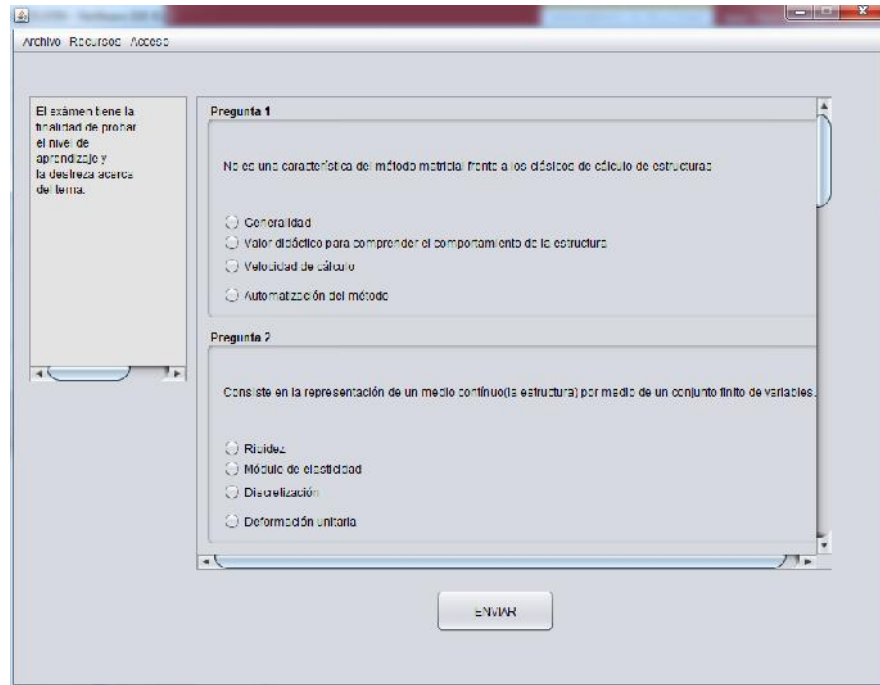 Archivo Recursos Acceso
El exámen tiene la
finalidad de probar
el nivel de
aprendizaje y
la destreza acerca
del tema.
Pregunta 1
No es una característica del método matricial frente a los clásicos de cálculo de estructuras
Generalidad
Valor didáctico para comprender el comportamiento de la estructura
Velocidad de cálculo
Automatización del método
Pregunta 2
Consiste en la representación de un medio contínuo(la estructura) por medio de un conjunto finito de variables.
Rigidez
Módulo de elasticidad
Discretización
Deformación unitaria
ENVIAR